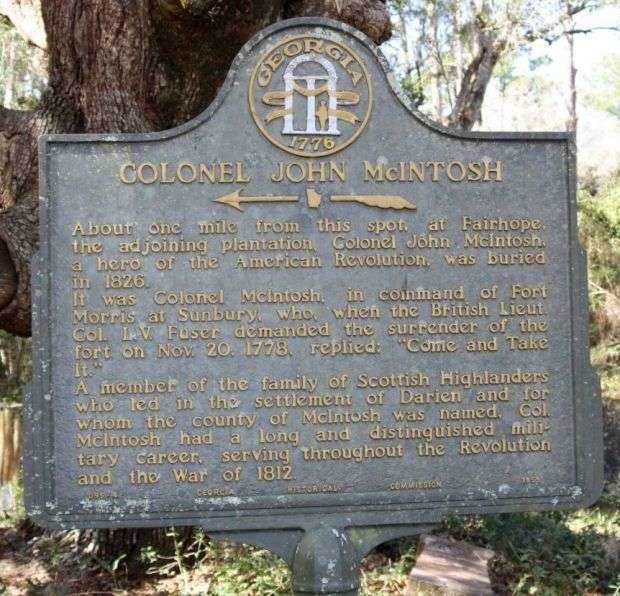 GEORGIA
1776
COLONEL JOHN McINTOSH
About one mile from this spot, at Fairhope,
the adjoining plantation, Colonel John McIntosh,
a hero of the American Revolution, was buried
in 1826.
It was Colonel McIntosh, in command of Fort
Morris at Sunbury, who, when the British Lieut.
Col. L.V. Fuser demanded the surrender of the
fort on Nov. 20, 1778, replied: "Come and Take
It."
A member of the family of Scottish Highlanders
who led in the settlement of Darien and for
whom the county of McIntosh was named, Col.
McIntosh had a long and distinguished mili-
tary career, serving throughout the Revolution
and the War of 1812
GEORGIA HISTORICAL COMMISSION